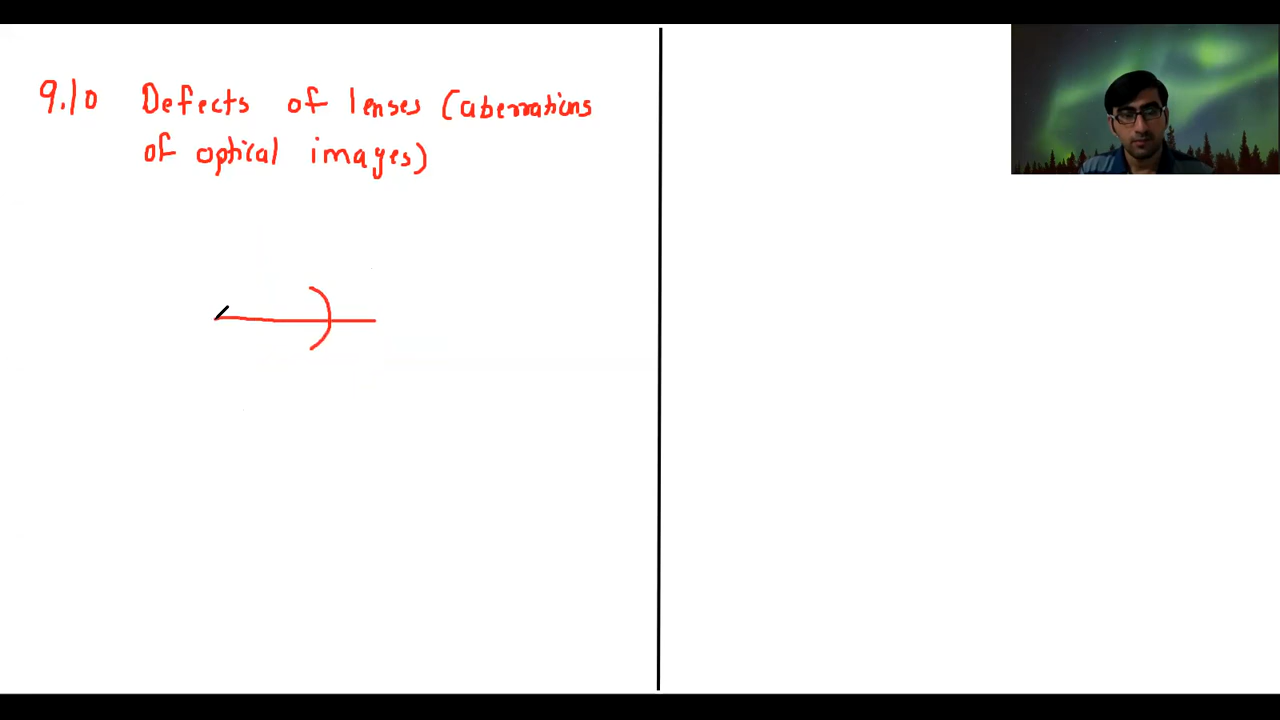 9.10 Defects of lenses (aberrations
of optical images)